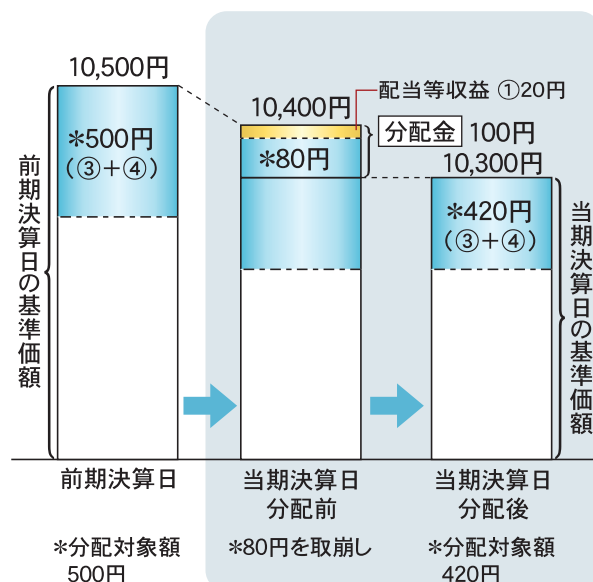 10,500円
*500円
(③+④)
前期決算日の基準価額
10,400円
配当等収益 ①20円
分配金 100円
*80円
10,300円
*420円
(③+④)
当期決算日の基準価額
前期決算日
当期決算日
分配前
当期決算日
分配後
*分配対象額
500円
*80円を取崩し
*分配対象額
420円